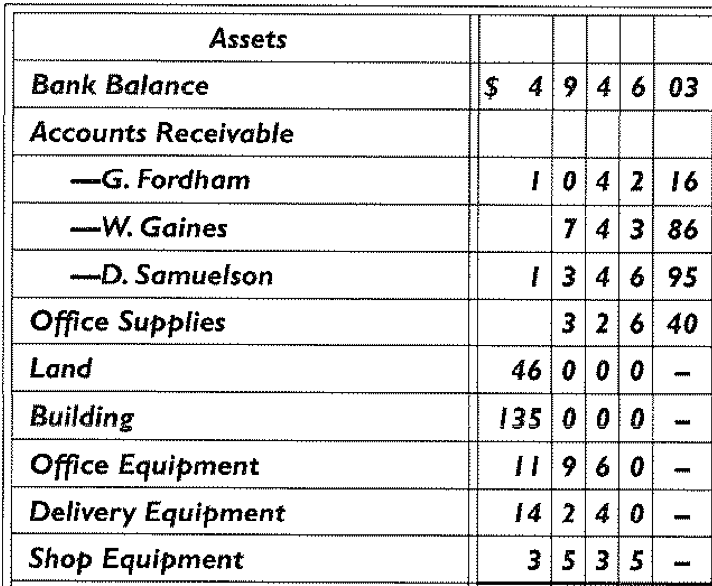 Assets
Bank Balance $ 4 9 4 6 03
Accounts Receivable
—G. Fordham 1 0 4 2 16
—W. Gaines 7 4 3 86
—D. Samuelson 1 3 4 6 95
Office Supplies 3 2 6 40
Land 46 0 0 0 –
Building 135 0 0 0 –
Office Equipment 11 9 6 0 –
Delivery Equipment 14 2 4 0 –
Shop Equipment 3 5 3 5 –